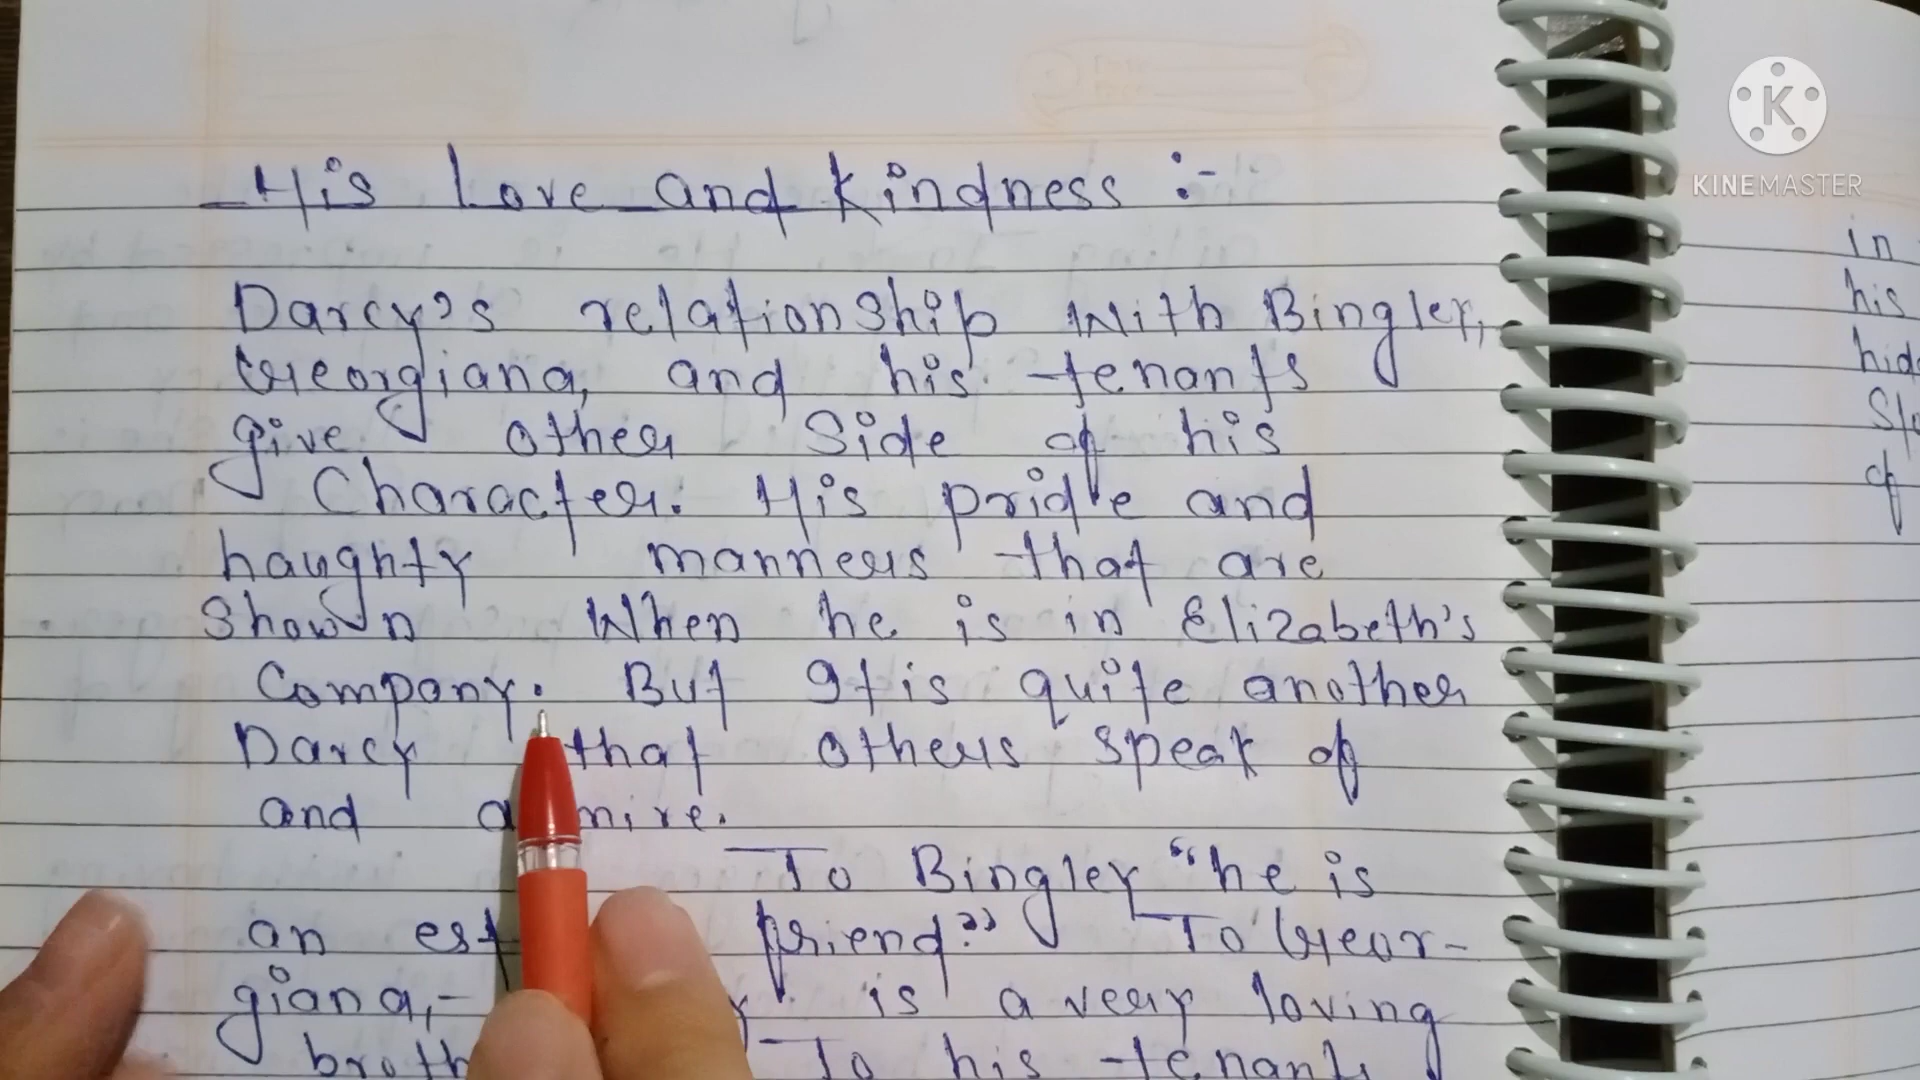 His Love and Kindness :-
Darcy's relationship With Bingley,
Georgiana, and his tenants
give other Side of his
Character. His pride and
haughty manners that are
Shown When he is in Elizabeth's
Company. But It is quite another
Darcy that others speak of
and admire.
To Bingley "he is
an friend." To Geor-
giana,- is a very loving
To his tenants
in
his
of
K
KINEMASTER